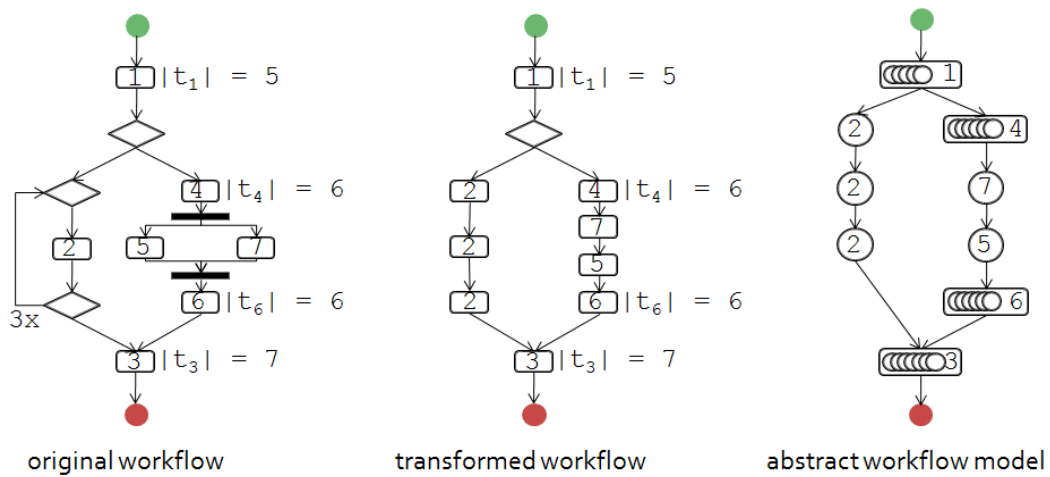 1 |t1| = 5
4 |t4| = 6
5 7
2
6 |t6| = 6
3x
3 |t3| = 7
original workflow
1 |t1| = 5
2 4 |t4| = 6
7
2
5
2 6 |t6| = 6
3 |t3| = 7
transformed workflow
1
2 4
2 7
2 5
6
3
abstract workflow model